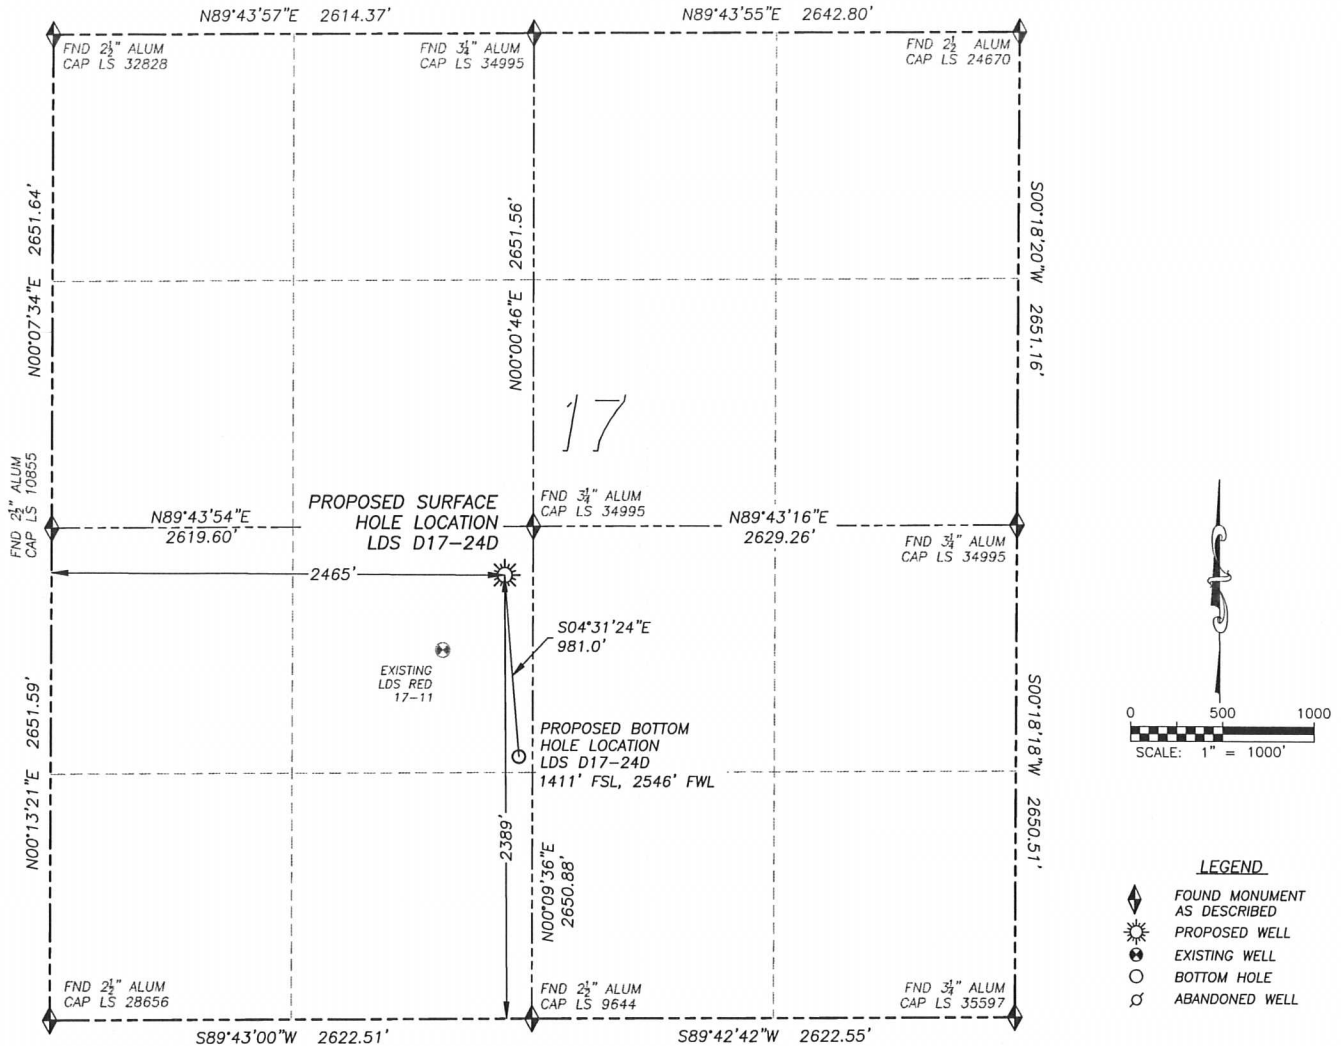 N89°43'57"E 2614.37'
N89°43'55"E 2642.80'
FND 2½" ALUM
CAP LS 32828
FND 3¼" ALUM
CAP LS 34995
FND 2½" ALUM
CAP LS 24670
N00°07'34"E 2651.64'
N00°00'46"E 2651.56'
S00°18'20"W 2651.16'
17
FND 2½" ALUM
CAP LS 10855
N89°43'54"E
2619.60'
PROPOSED SURFACE
HOLE LOCATION
LDS D17-24D
FND 3¼" ALUM
CAP LS 34995
N89°43'16"E
2629.26'
FND 3¼" ALUM
CAP LS 34995
2465'
S04°31'24"E
981.0'
EXISTING
LDS RED
17-11
PROPOSED BOTTOM
HOLE LOCATION
LDS D17-24D
1411' FSL, 2546' FWL
N00°13'21"E 2651.59'
2389'
N00°09'36"E
2650.88'
S00°18'18"W 2650.51'
0 500 1000
SCALE: 1" = 1000'
LEGEND
FOUND MONUMENT
AS DESCRIBED
PROPOSED WELL
EXISTING WELL
BOTTOM HOLE
ABANDONED WELL
FND 2½" ALUM
CAP LS 28656
FND 2½" ALUM
CAP LS 9644
FND 3¼" ALUM
CAP LS 35597
S89°43'00"W 2622.51'
S89°42'42"W 2622.55'